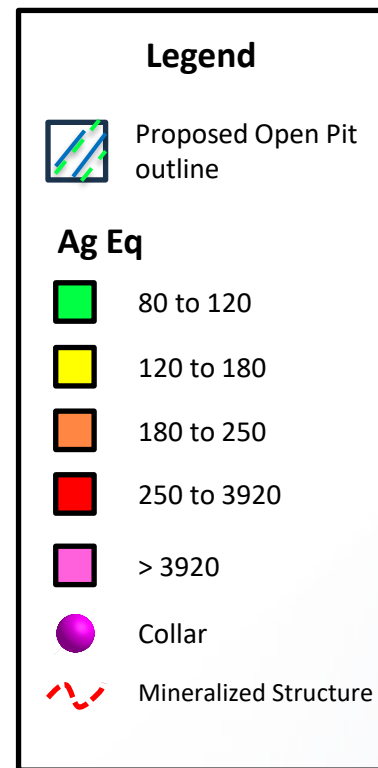 Legend
Proposed Open Pit
outline
Ag Eq
80 to 120
120 to 180
180 to 250
250 to 3920
> 3920
Collar
Mineralized Structure